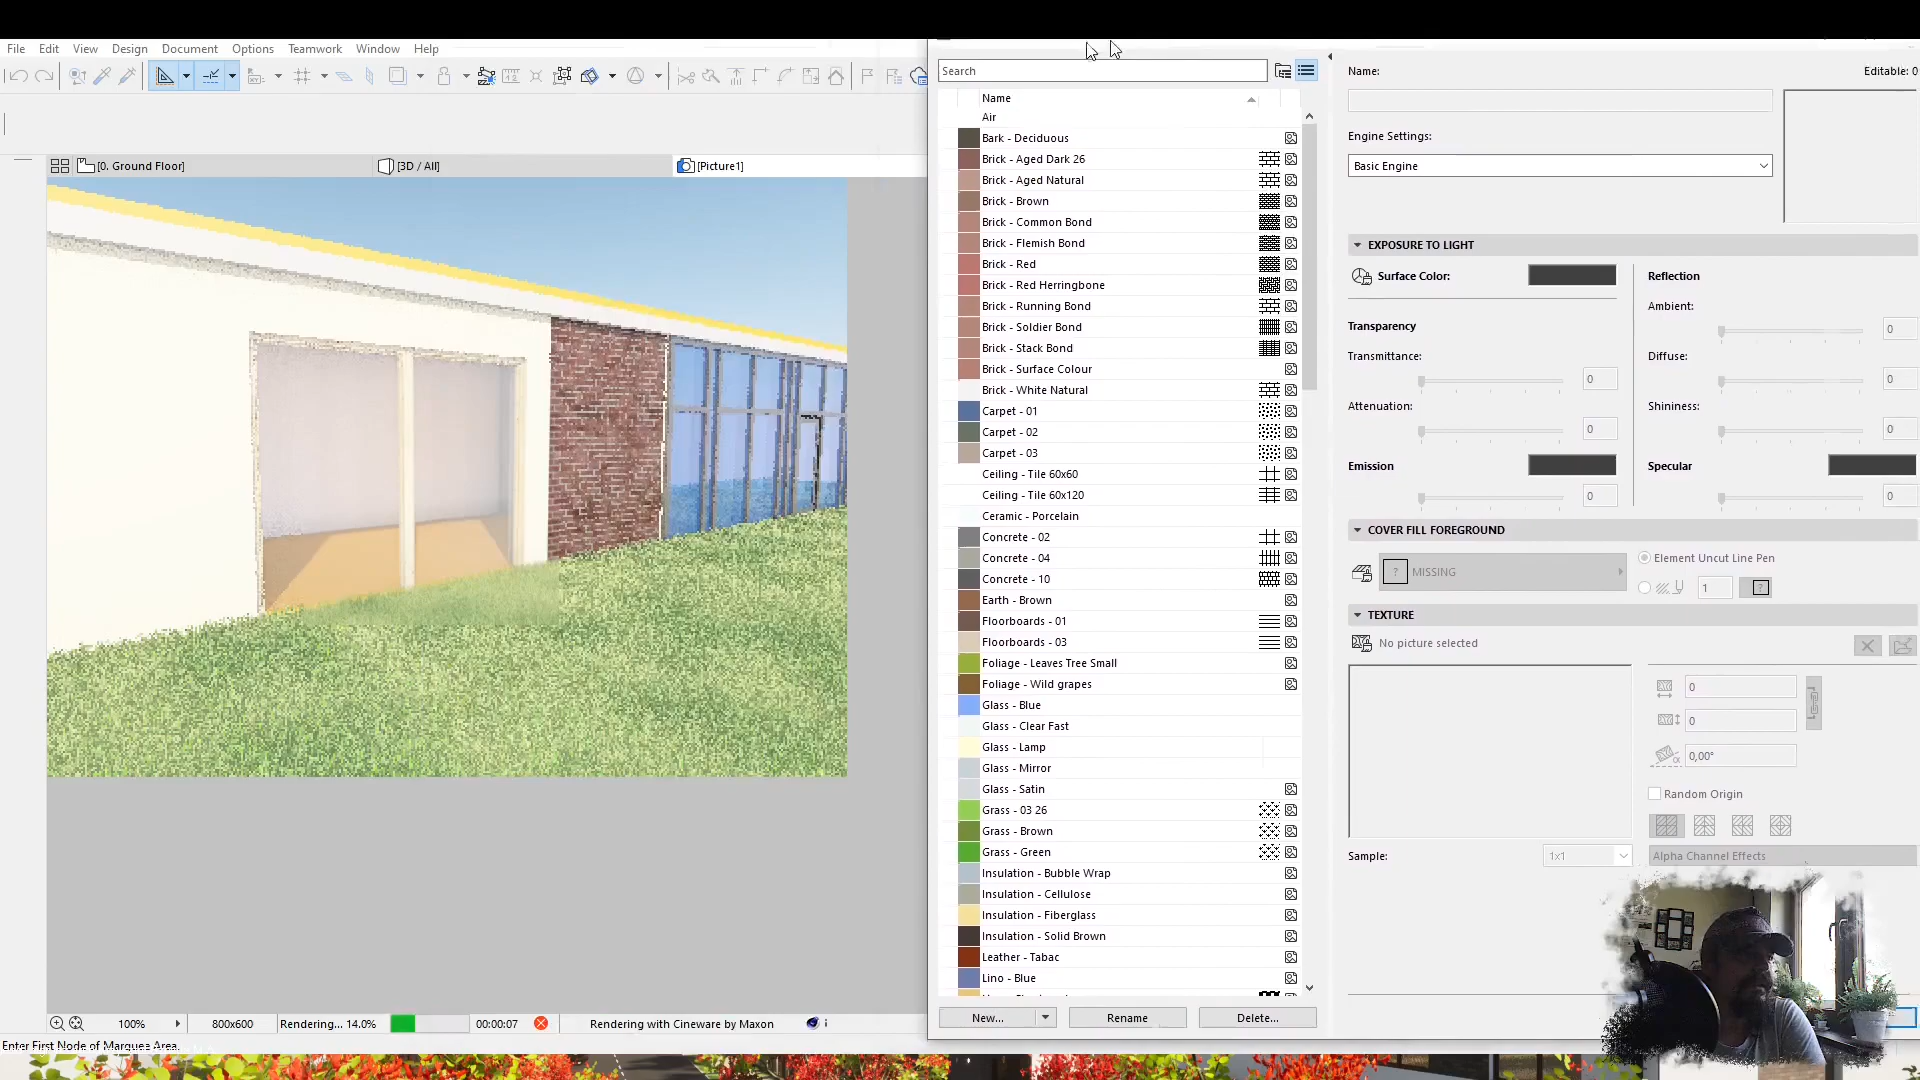 File Edit View Design Document Options Teamwork Window Help
[0. Ground Floor] [3D / All] [Picture1]
100% 800x600 Rendering... 14.0% 00:00:07 Rendering with Cineware by Maxon i
Enter First Node of Marquee Area.
Search
Name
Air
Bark - Deciduous
Brick - Aged Dark 26
Brick - Aged Natural
Brick - Brown
Brick - Common Bond
Brick - Flemish Bond
Brick - Red
Brick - Red Herringbone
Brick - Running Bond
Brick - Soldier Bond
Brick - Stack Bond
Brick - Surface Colour
Brick - White Natural
Carpet - 01
Carpet - 02
Carpet - 03
Ceiling - Tile 60x60
Ceiling - Tile 60x120
Ceramic - Porcelain
Concrete - 02
Concrete - 04
Concrete - 10
Earth - Brown
Floorboards - 01
Floorboards - 03
Foliage - Leaves Tree Small
Foliage - Wild grapes
Glass - Blue
Glass - Clear Fast
Glass - Lamp
Glass - Mirror
Glass - Satin
Grass - 03 26
Grass - Brown
Grass - Green
Insulation - Bubble Wrap
Insulation - Cellulose
Insulation - Fiberglass
Insulation - Solid Brown
Leather - Tabac
Lino - Blue
New... Rename Delete...
Name: Editable: 0
Engine Settings:
Basic Engine
EXPOSURE TO LIGHT
Surface Color: Reflection
Ambient:
0
Transparency
Transmittance: Diffuse:
0 0
Attenuation: Shininess:
0 0
Emission Specular
0 0
COVER FILL FOREGROUND
? MISSING Element Uncut Line Pen
1 ?
TEXTURE
No picture selected
0
0
0,00°
Random Origin
Sample: 1x1 Alpha Channel Effects